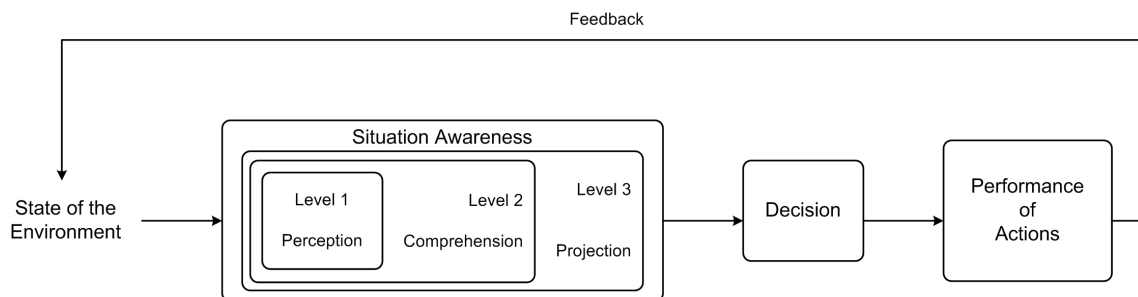 Feedback
Situation Awareness
State of the
Environment
Level 1
Perception
Level 2
Comprehension
Level 3
Projection
Decision
Performance
of
Actions